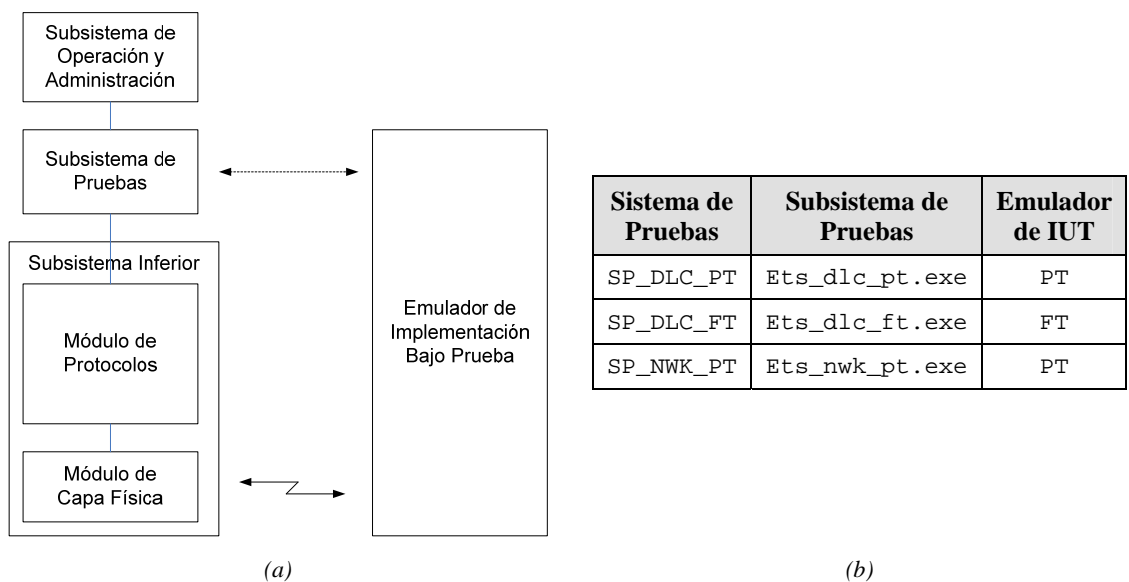 Subsistema de
Operación y
Administración
Subsistema de
Pruebas
Subsistema Inferior
Módulo de
Protocolos
Módulo de
Capa Física
Emulador de
Implementación
Bajo Prueba
(a)
Sistema de Pruebas Subsistema de Pruebas Emulador de IUT
SP_DLC_PT Ets_dlc_pt.exe PT
SP_DLC_FT Ets_dlc_ft.exe FT
SP_NWK_PT Ets_nwk_pt.exe PT
(b)